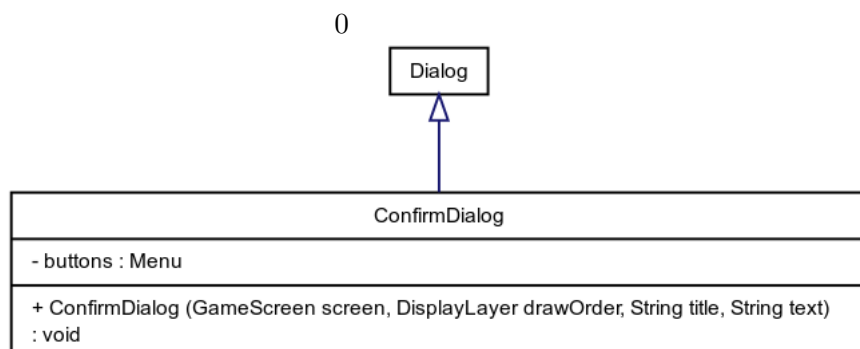 0
Dialog
ConfirmDialog
- buttons : Menu
+ ConfirmDialog (GameScreen screen, DisplayLayer drawOrder, String title, String text)
: void